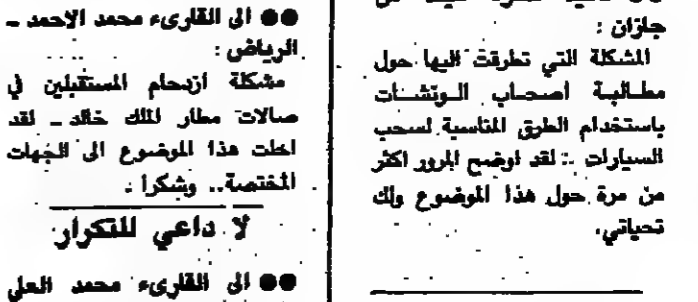 جازان :
المشكلة التي تطرقت اليها حول
مطالبة أصحاب الونشات
باستخدام الطرق المناسبة لسحب
السيارات .. لقد اوضح المرور اكثر
من مرة حول هذا الموضوع ولك
تحياتي.
●● الى القارىء محمد الاحمد ـ
الرياض :
مشكلة أزدحام المستقبلين في
صالات مطار الملك خالد ـ لقد
احلت هذا الموضوع الى الجهات
المختصة.. وشكرا .
لا داعي للتكرار
●● الى القارىء محمد العلي